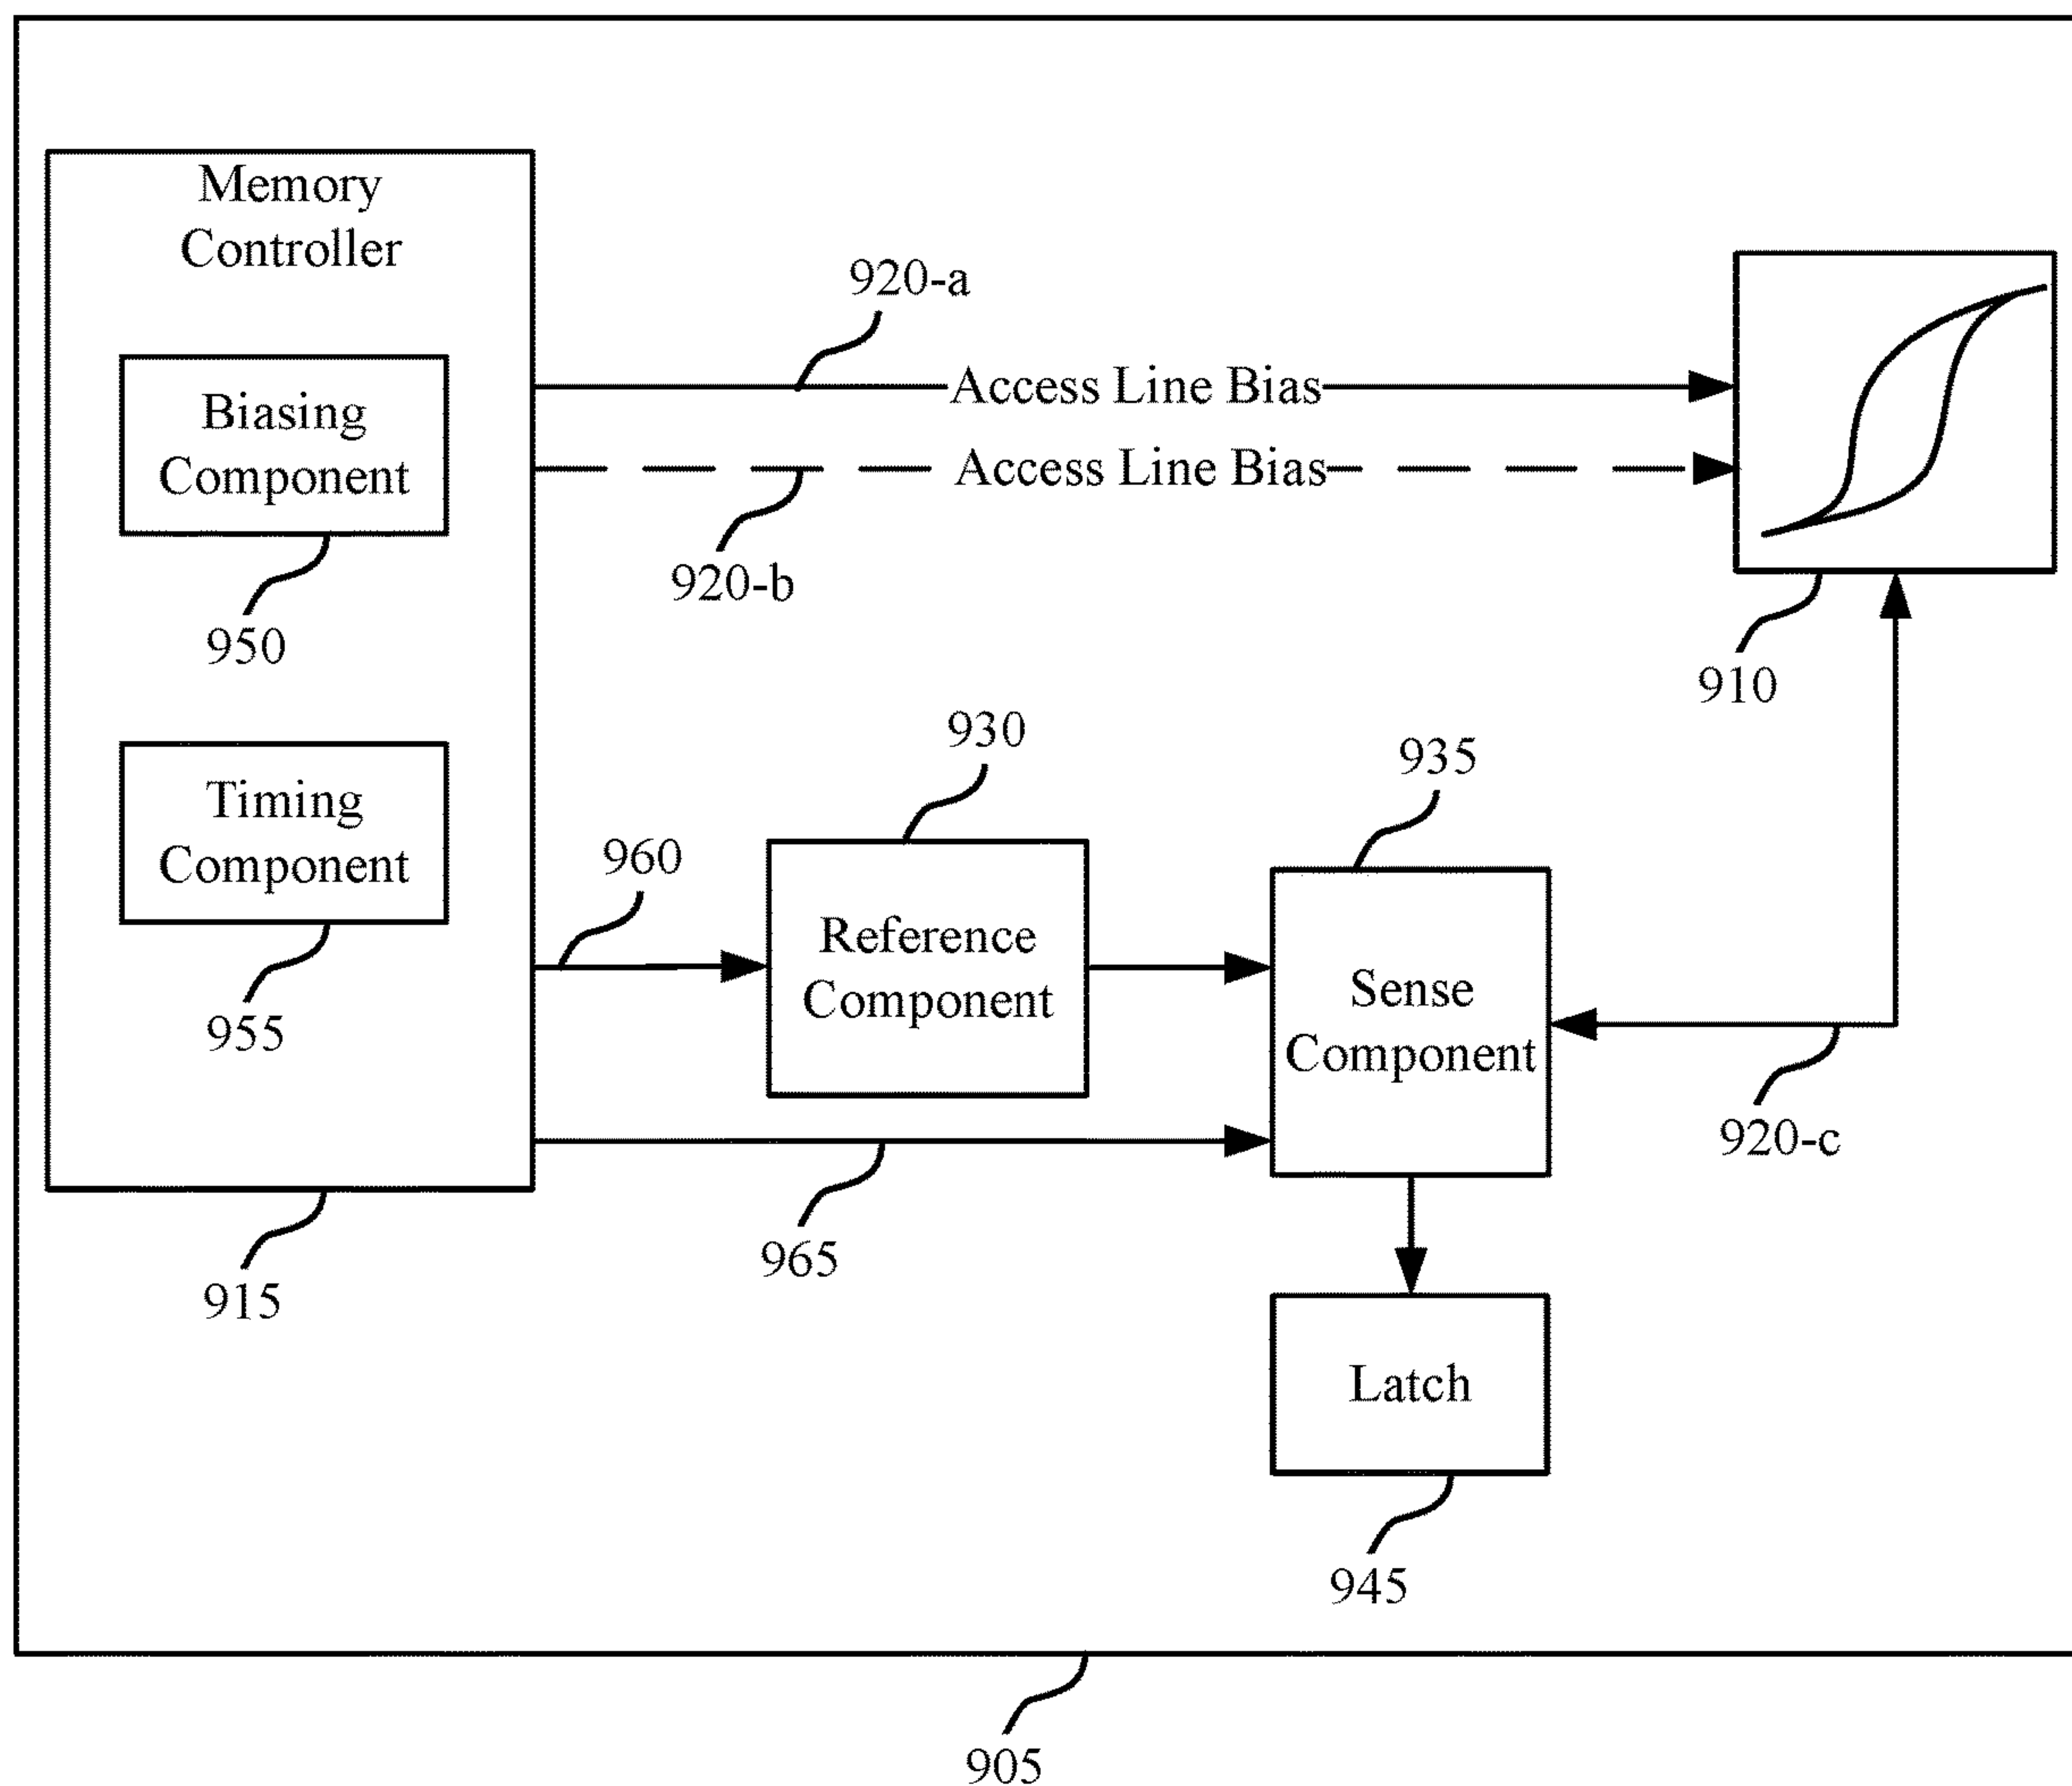 Memory
Controller
920-a
Access Line Bias
Biasing
Component
Access Line Bias
920-b
950
910
930
935
Timing
Component
960
Reference
Component
Sense
Component
955
920-c
965
915
Latch
945
905